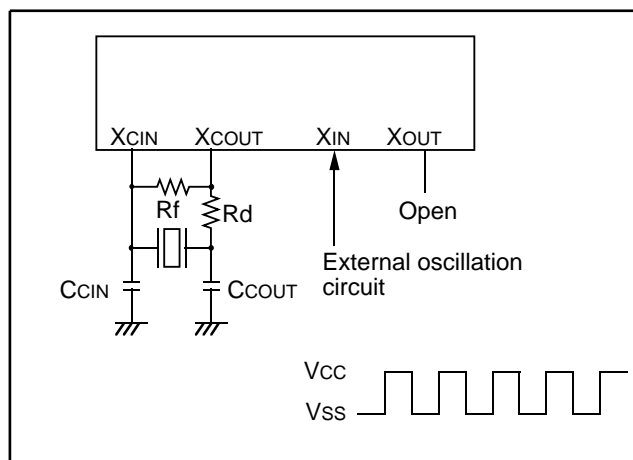 XCIN XCOUT XIN XOUT
Rf
Rd
Open
External oscillation
circuit
CCIN
CCOUT
VCC
VSS